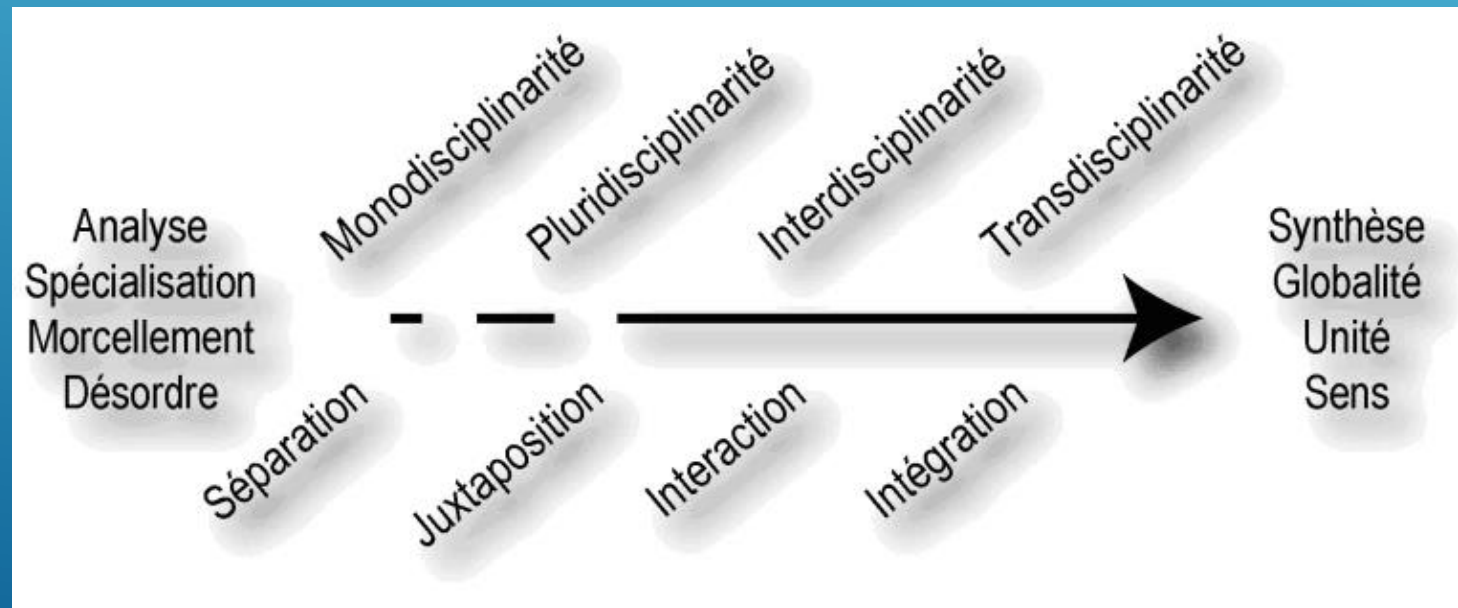 Monodisciplinarité
Pluridisciplinarité
Interdisciplinarité
Transdisciplinarité
Analyse
Spécialisation
Morcellement
Désordre
Synthèse
Globalité
Unité
Sens
Séparation
Juxtaposition
Interaction
Intégration